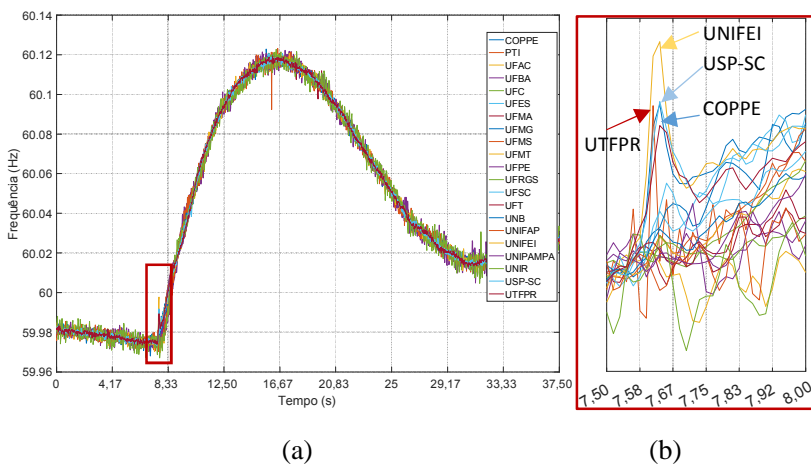 60.14
60.12
60.1
60.08
60.06
60.04
60.02
60
59.98
59.96
Frequência (Hz)
0
4,17
8,33
12,50
16,67
20,83
25
29,17
33,33
37,50
Tempo (s)
COPPE
PTI
UFAC
UFBA
UFC
UFES
UFMA
UFMG
UFMS
UFMT
UFPE
UFRGS
UFSC
UFT
UNB
UNIFAP
UNIFEI
UNIPAMPA
UNIR
USP-SC
UTFPR
(a)
UNIFEI
USP-SC
COPPE
UTFPR
7,50
7,58
7,67
7,75
7,83
7,92
8,00
(b)